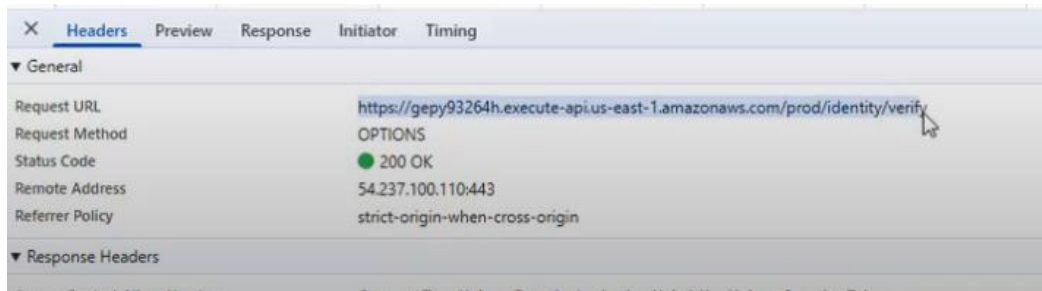 Headers Preview Response Initiator Timing
General
Request URL https://gepy93264h.execute-api.us-east-1.amazonaws.com/prod/identity/verify
Request Method OPTIONS
Status Code 200 OK
Remote Address 54.237.100.110:443
Referrer Policy strict-origin-when-cross-origin
Response Headers